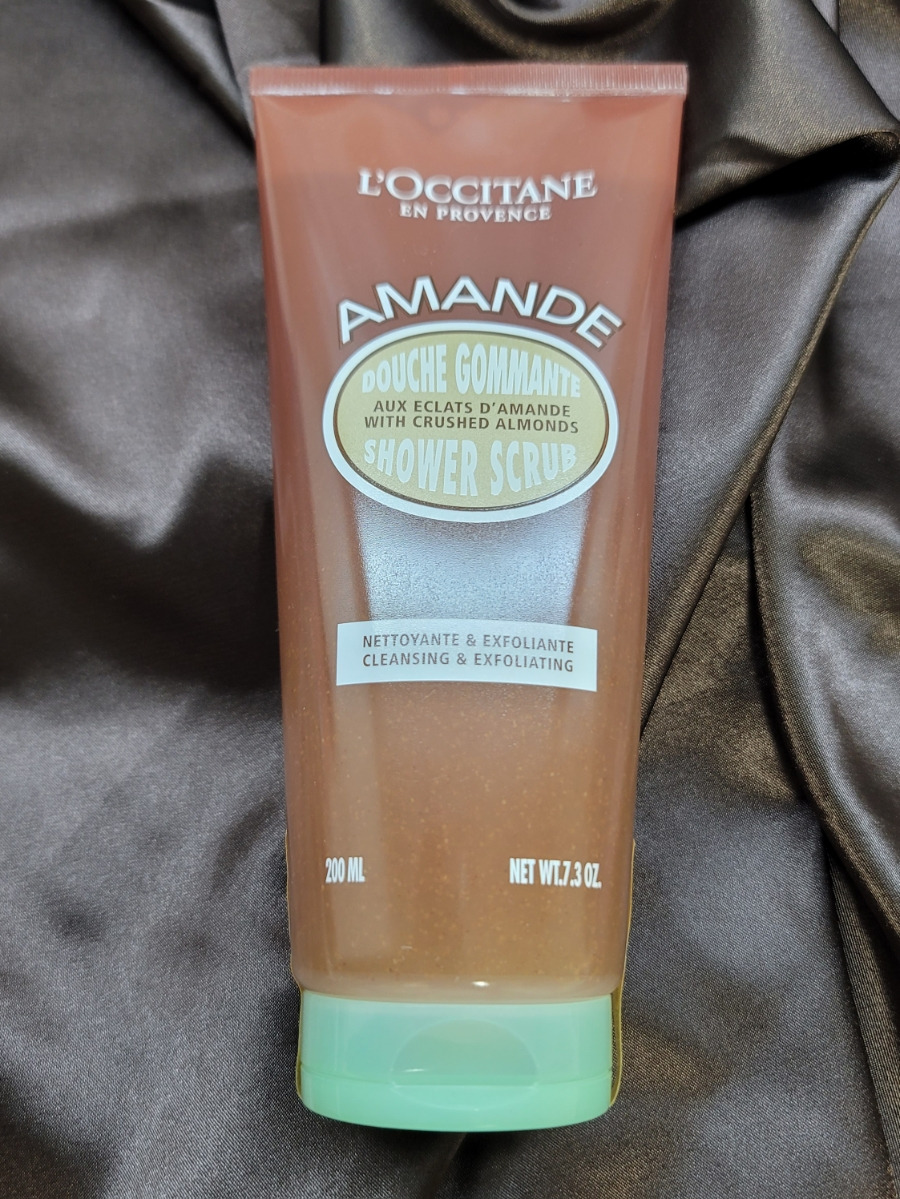 L'OCCITANE
EN PROVENCE
AMANDE
DOUCHE GOMMANTE
AUX ECLATS D'AMANDE
WITH CRUSHED ALMONDS
SHOWER SCRUB
NETTOYANTE & EXFOLIANTE
CLEANSING & EXFOLIATING
200 ML NET WT.7.3 OZ.